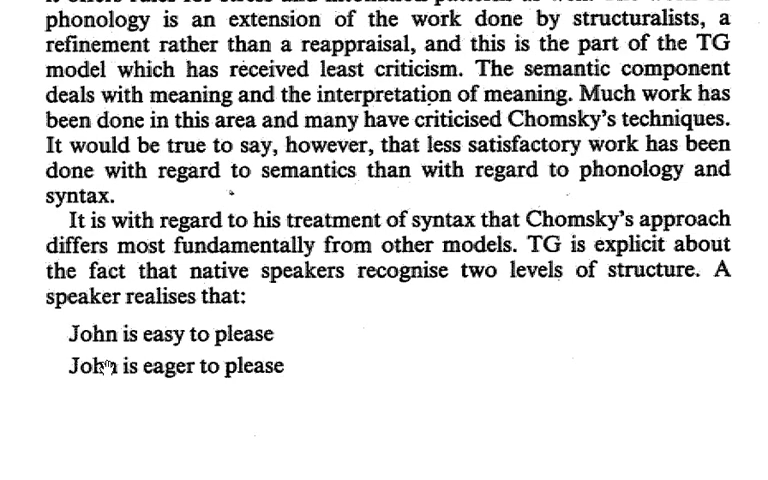 phonology is an extension of the work done by structuralists, a
refinement rather than a reappraisal, and this is the part of the TG
model which has received least criticism. The semantic component
deals with meaning and the interpretation of meaning. Much work has
been done in this area and many have criticised Chomsky's techniques.
It would be true to say, however, that less satisfactory work has been
done with regard to semantics than with regard to phonology and
syntax.
It is with regard to his treatment of syntax that Chomsky's approach
differs most fundamentally from other models. TG is explicit about
the fact that native speakers recognise two levels of structure. A
speaker realises that:
John is easy to please
John is eager to please